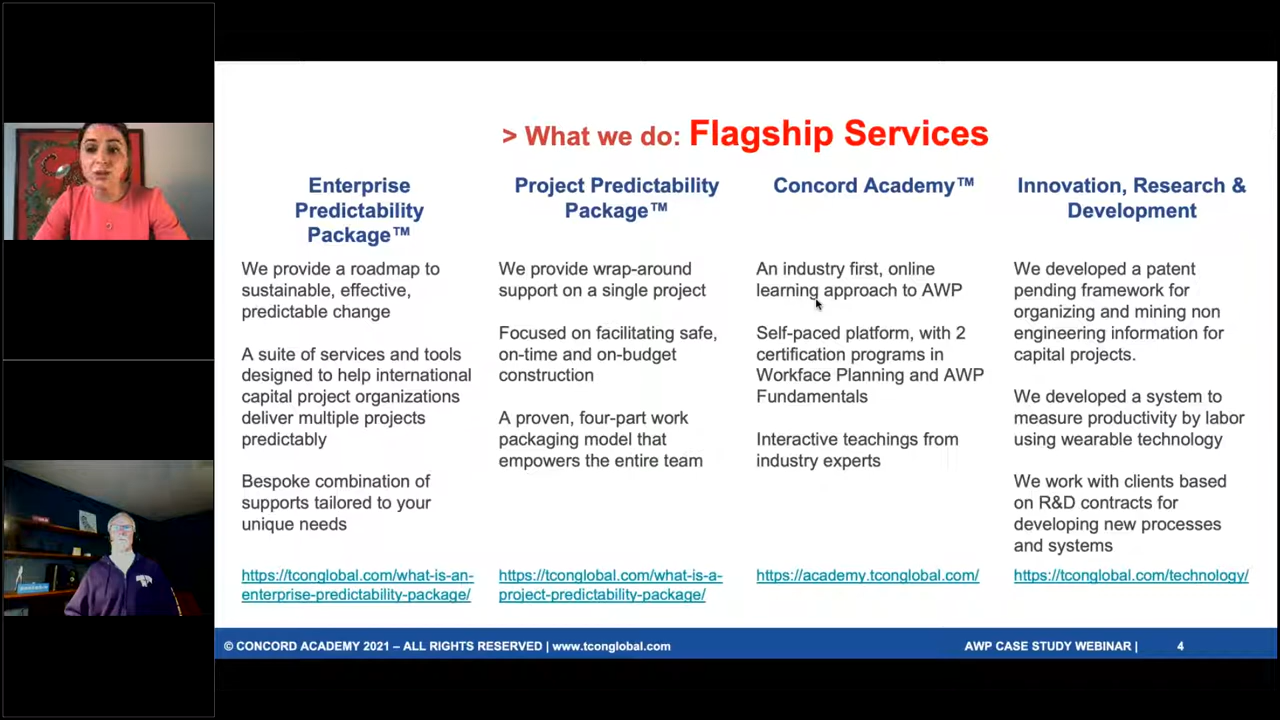 > What we do: Flagship Services
Enterprise
Predictability
Package™
We provide a roadmap to
sustainable, effective,
predictable change
A suite of services and tools
designed to help international
capital project organizations
deliver multiple projects
predictably
Bespoke combination of
supports tailored to your
unique needs
https://tconglobal.com/what-is-an-
enterprise-predictability-package/
Project Predictability
Package™
We provide wrap-around
support on a single project
Focused on facilitating safe,
on-time and on-budget
construction
A proven, four-part work
packaging model that
empowers the entire team
https://tconglobal.com/what-is-a-
project-predictability-package/
Concord Academy™
An industry first, online
learning approach to AWP
Self-paced platform, with 2
certification programs in
Workface Planning and AWP
Fundamentals
Interactive teachings from
industry experts
https://academy.tconglobal.com/
Innovation, Research &
Development
We developed a patent
pending framework for
organizing and mining non
engineering information for
capital projects.
We developed a system to
measure productivity by labor
using wearable technology
We work with clients based
on R&D contracts for
developing new processes
and systems
https://tconglobal.com/technology/
© CONCORD ACADEMY 2021 – ALL RIGHTS RESERVED | www.tconglobal.com
AWP CASE STUDY WEBINAR | 4